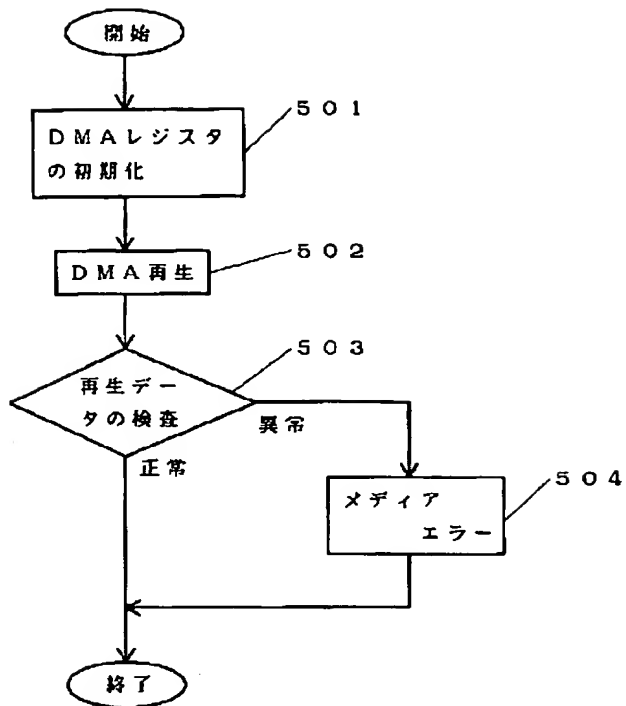 開始
501
DMAレジスタ
の初期化
502
DMA再生
503
再生デー
タの検査
異常
正常
504
メディア
エラー
終了